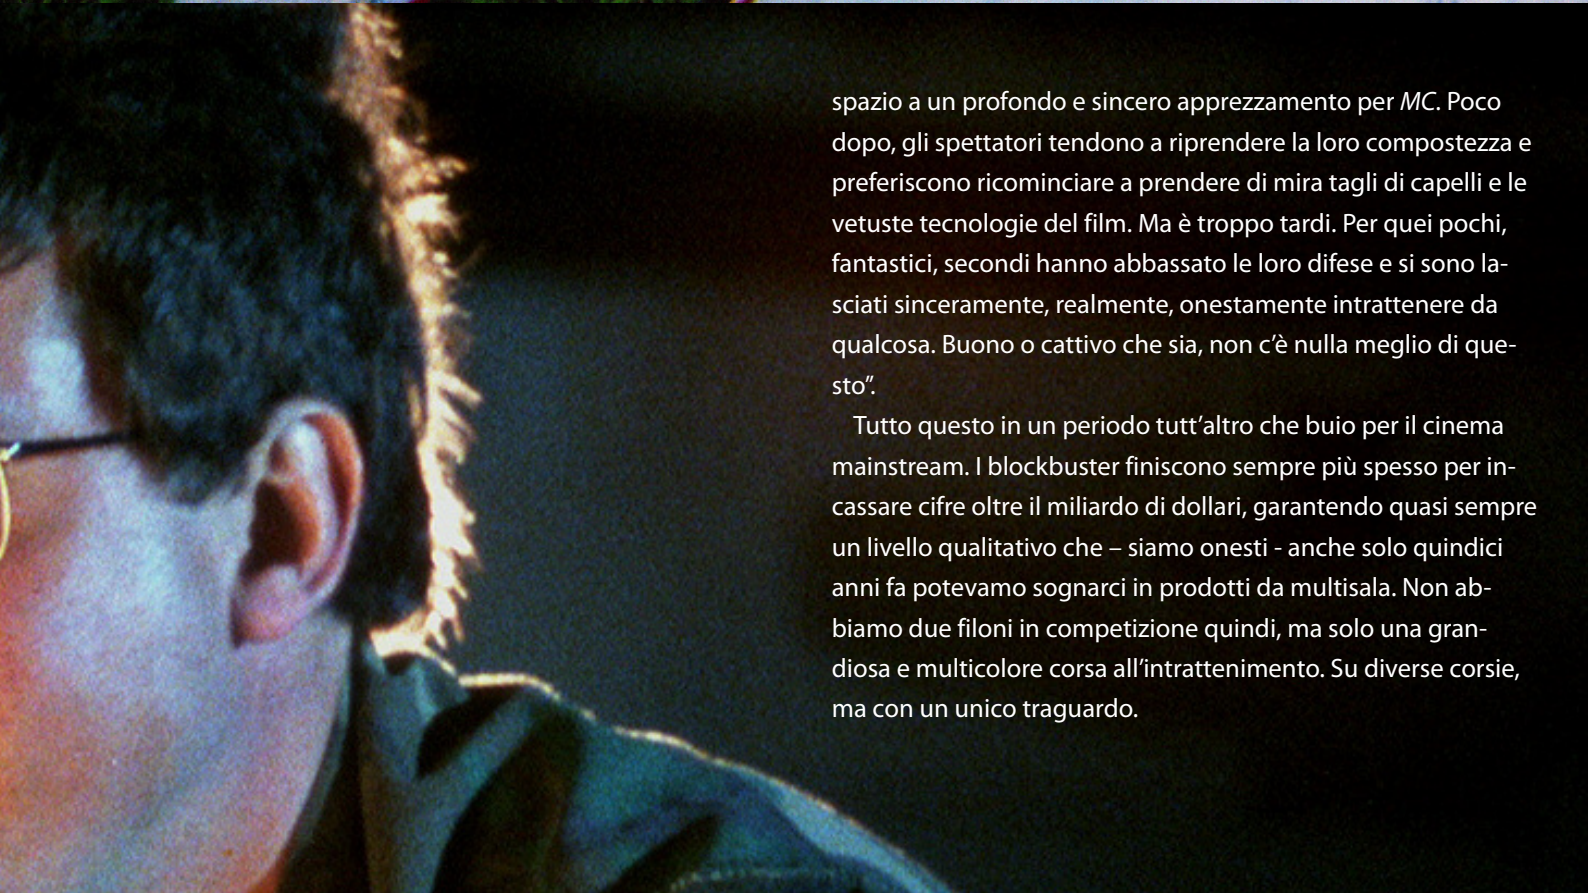 spazio a un profondo e sincero apprezzamento per MC. Poco
dopo, gli spettatori tendono a riprendere la loro compostezza e
preferiscono ricominciare a prendere di mira tagli di capelli e le
vetuste tecnologie del film. Ma è troppo tardi. Per quei pochi,
fantastici, secondi hanno abbassato le loro difese e si sono la-
sciati sinceramente, realmente, onestamente intrattenere da
qualcosa. Buono o cattivo che sia, non c’è nulla meglio di que-
sto”.
Tutto questo in un periodo tutt’altro che buio per il cinema
mainstream. I blockbuster finiscono sempre più spesso per in-
cassare cifre oltre il miliardo di dollari, garantendo quasi sempre
un livello qualitativo che – siamo onesti - anche solo quindici
anni fa potevamo sognarci in prodotti da multisala. Non ab-
biamo due filoni in competizione quindi, ma solo una gran-
diosa e multicolore corsa all’intrattenimento. Su diverse corsie,
ma con un unico traguardo.